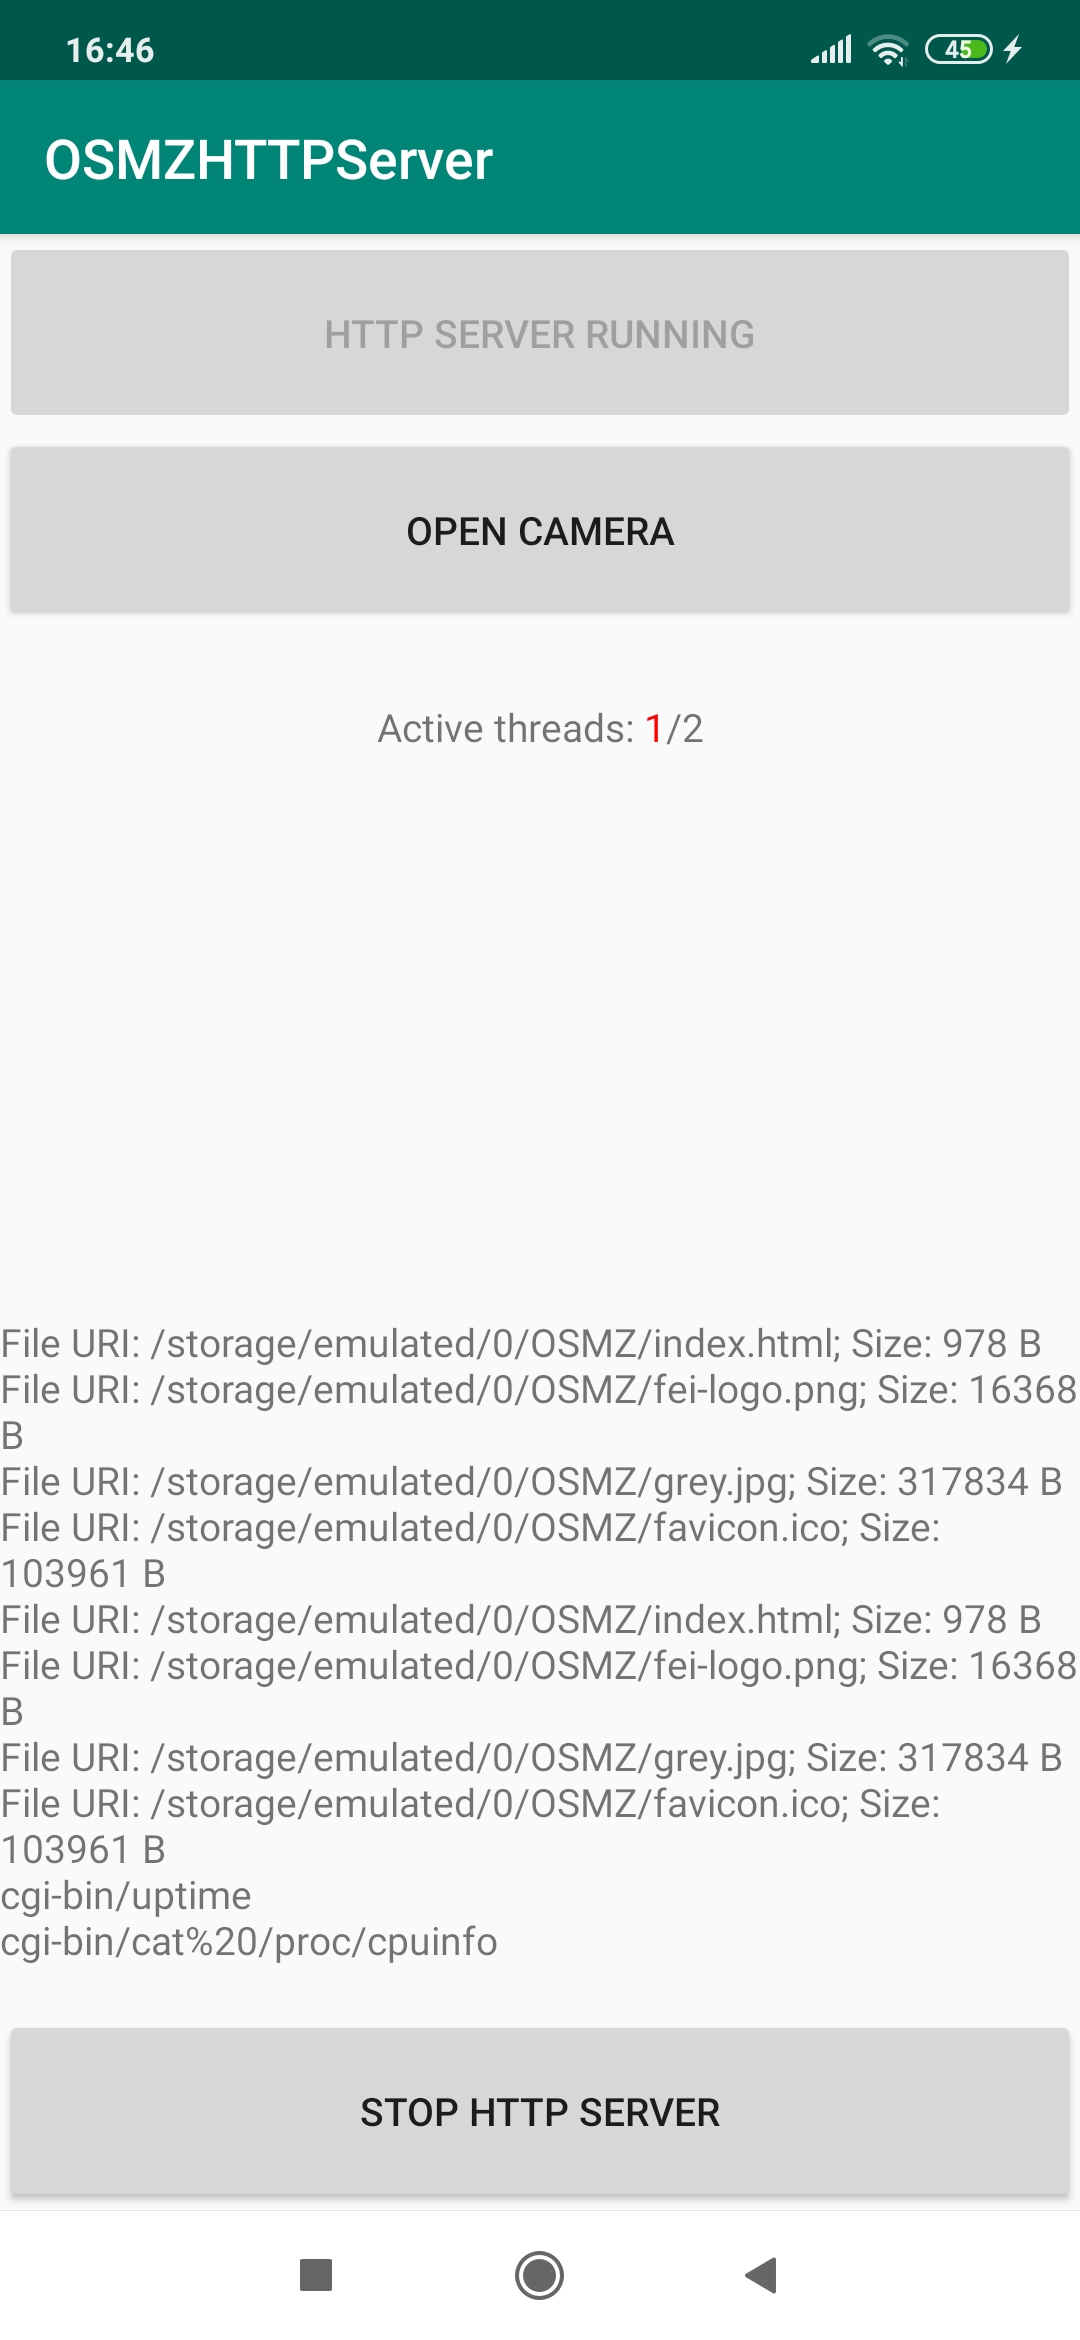 16:46
45
OSMZHTTPServer
HTTP SERVER RUNNING
OPEN CAMERA
Active threads: 1/2
File URI: /storage/emulated/0/OSMZ/index.html; Size: 978 B
File URI: /storage/emulated/0/OSMZ/fei-logo.png; Size: 16368
B
File URI: /storage/emulated/0/OSMZ/grey.jpg; Size: 317834 B
File URI: /storage/emulated/0/OSMZ/favicon.ico; Size:
103961 B
File URI: /storage/emulated/0/OSMZ/index.html; Size: 978 B
File URI: /storage/emulated/0/OSMZ/fei-logo.png; Size: 16368
B
File URI: /storage/emulated/0/OSMZ/grey.jpg; Size: 317834 B
File URI: /storage/emulated/0/OSMZ/favicon.ico; Size:
103961 B
cgi-bin/uptime
cgi-bin/cat%20/proc/cpuinfo
STOP HTTP SERVER